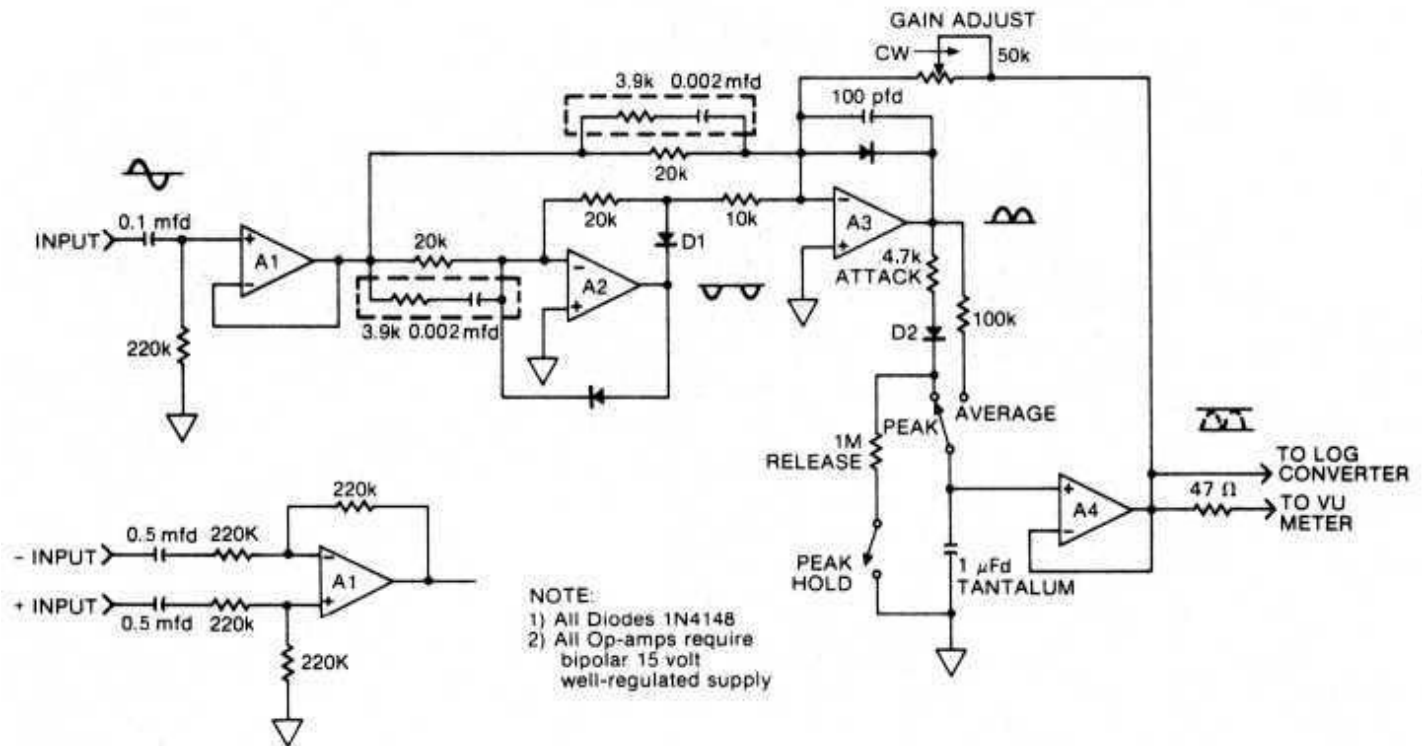 GAIN ADJUST
CW
50k
3.9k 0.002 mfd
100 pfd
20k
0.1 mfd
20k
10k
INPUT
+
A1
-
20k
-
A2
+
D1
-
A3
+
4.7k
ATTACK
3.9k 0.002 mfd
220k
D2
100k
AVERAGE
PEAK
1M
RELEASE
TO LOG
CONVERTER
220k
+
A4
-
47 Ω
TO VU
METER
0.5 mfd
220K
- INPUT
-
A1
+
+ INPUT
0.5 mfd
220k
220K
PEAK
HOLD
1 µFd
TANTALUM
NOTE:
1) All Diodes 1N4148
2) All Op-amps require
bipolar 15 volt
well-regulated supply